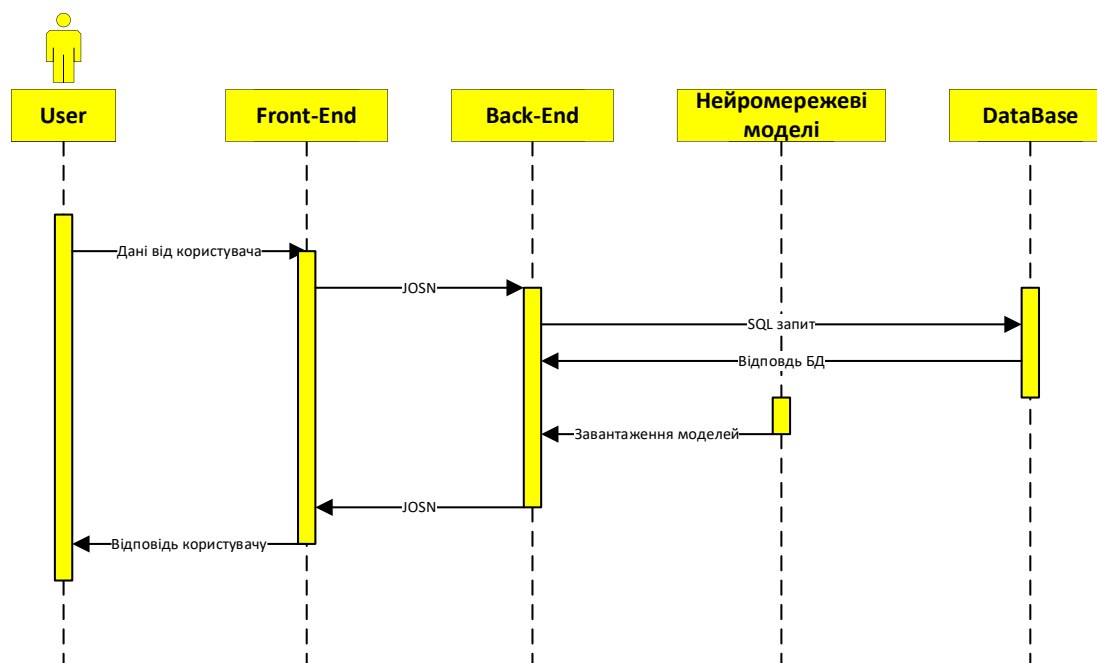 User
Front-End
Back-End
Нейромережеві
моделі
DataBase
Дані від користувача
JOSN
SQL запит
Відповдь БД
Завантаження моделей
JOSN
Відповідь користувачу